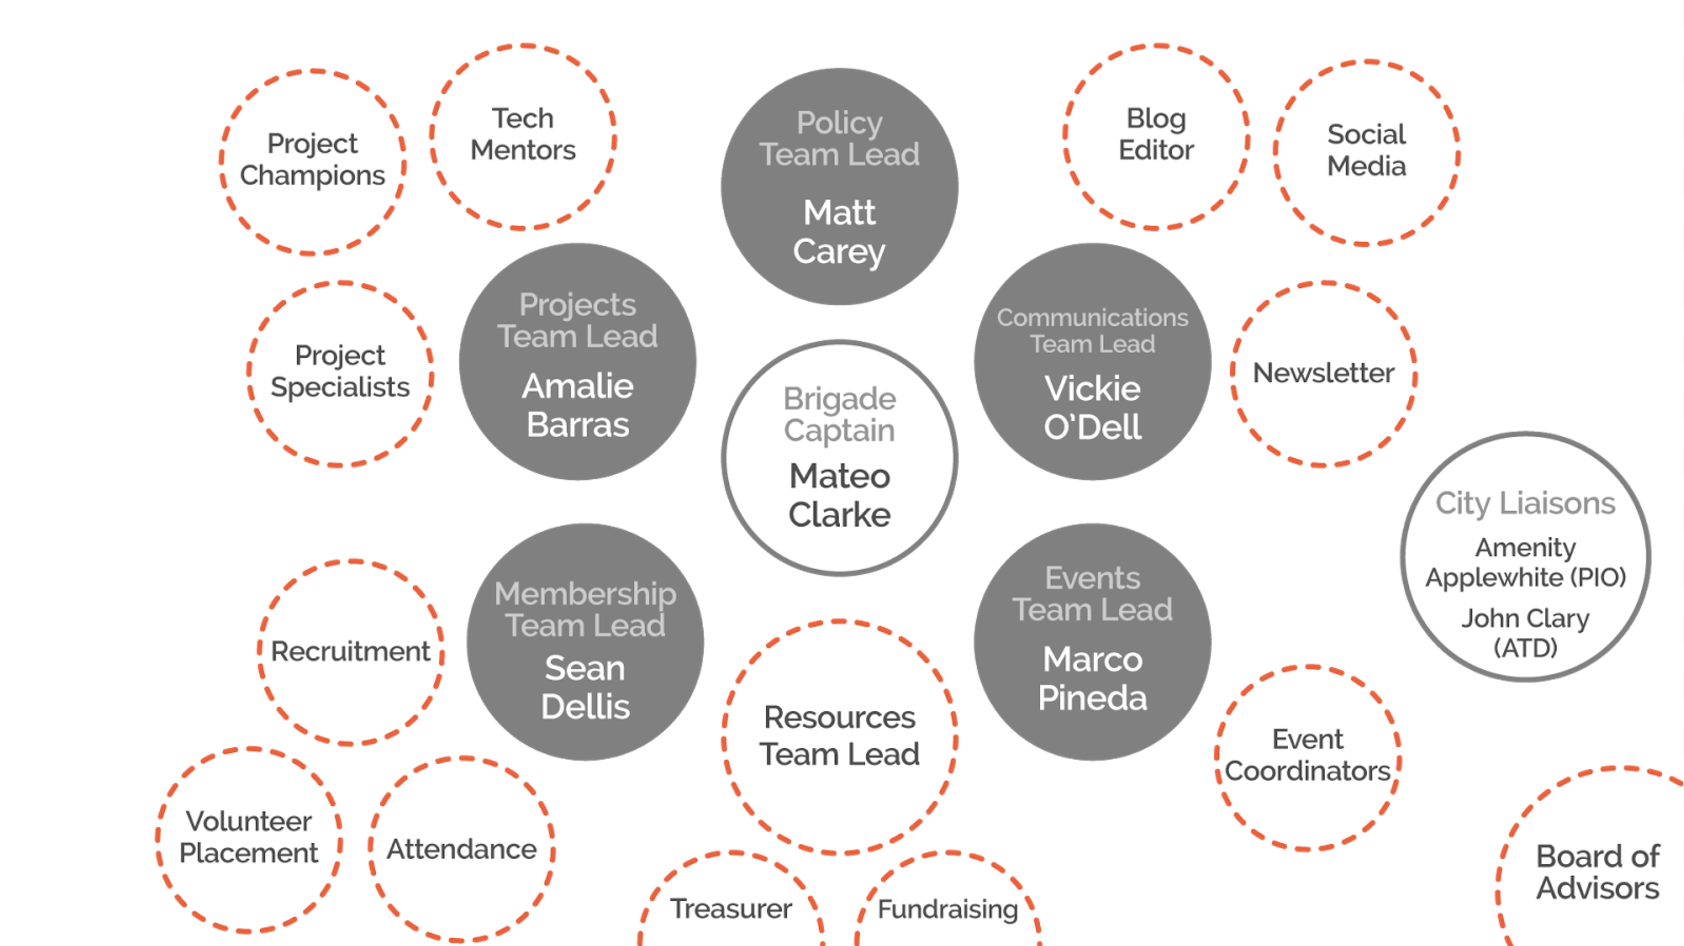 Project
Champions
Tech
Mentors
Policy
Team Lead
Matt
Carey
Blog
Editor
Social
Media
Projects
Team Lead
Amalie
Barras
Communications
Team Lead
Vickie
O'Dell
Project
Specialists
Newsletter
Brigade
Captain
Mateo
Clarke
City Liaisons
Amenity
Applewhite (PIO)
John Clary
(ATD)
Membership
Team Lead
Sean
Dellis
Events
Team Lead
Marco
Pineda
Recruitment
Resources
Team Lead
Event
Coordinators
Volunteer
Placement
Attendance
Treasurer
Fundraising
Board of
Advisors